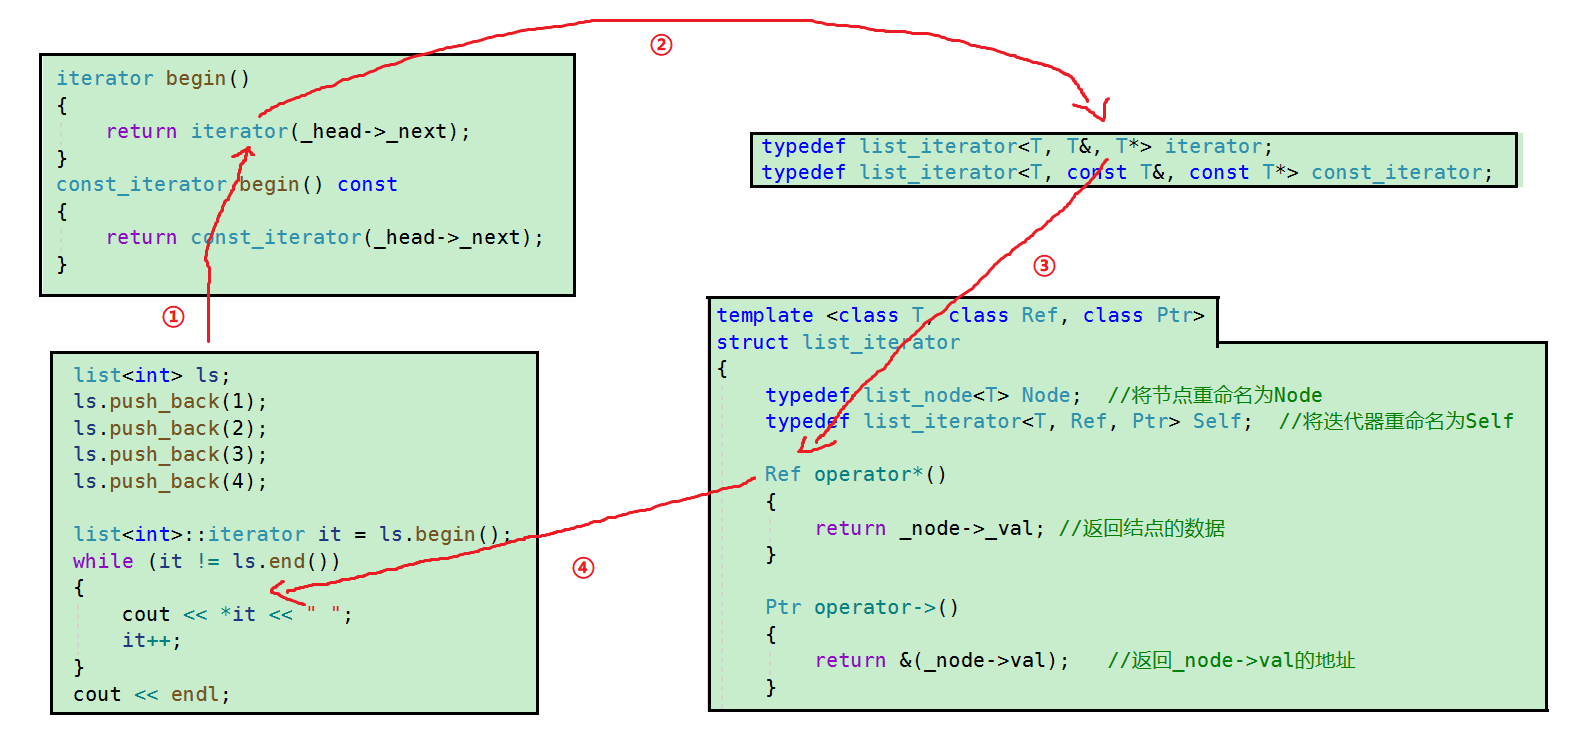 ②
iterator begin()
{
    return iterator(_head->_next);
}
const_iterator begin() const
{
    return const_iterator(_head->_next);
}
typedef list_iterator<T, T&, T*> iterator;
typedef list_iterator<T, const T&, const T*> const_iterator;
③
①
list<int> ls;
ls.push_back(1);
ls.push_back(2);
ls.push_back(3);
ls.push_back(4);
list<int>::iterator it = ls.begin();
while (it != ls.end())
{
    cout << *it << " ";
    it++;
}
cout << endl;
④
template <class T, class Ref, class Ptr>
struct list_iterator
{
    typedef list_node<T> Node;  //将节点重命名为Node
    typedef list_iterator<T, Ref, Ptr> Self;  //将迭代器重命名为Self
    Ref operator*()
    {
        return _node->_val; //返回结点的数据
    }
    Ptr operator->()
    {
        return &(_node->val);   //返回_node->val的地址
    }